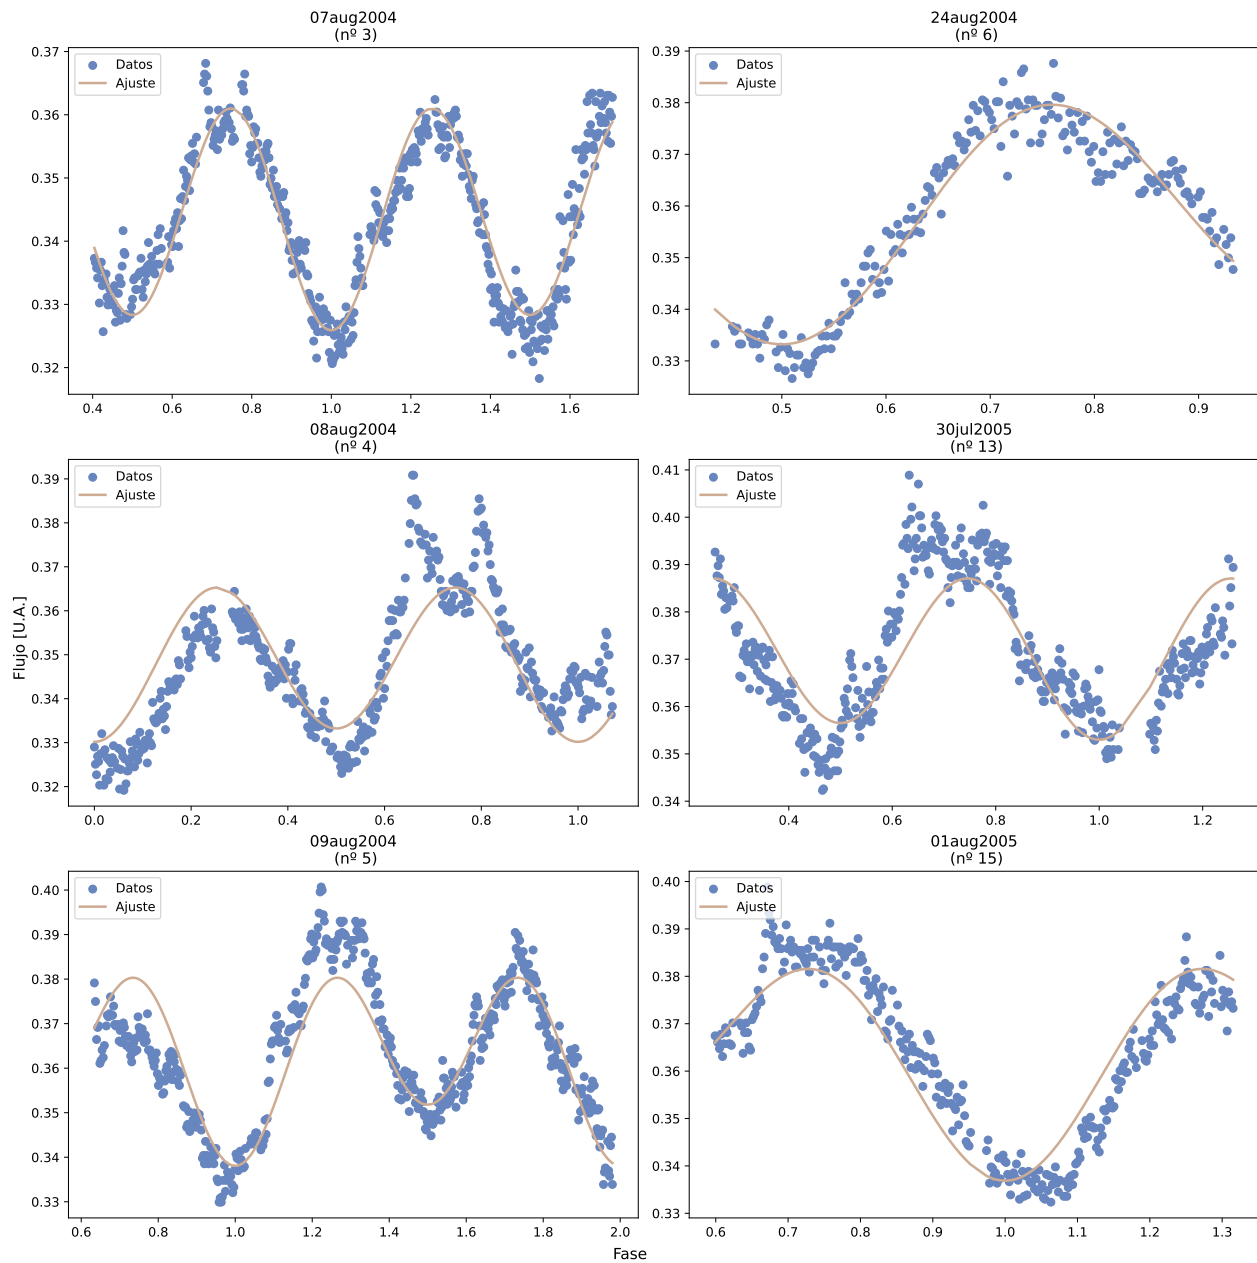 07aug2004
(nº 3)
Datos
Ajuste
0.37
0.36
0.35
0.34
0.33
0.32
0.4 0.6 0.8 1.0 1.2 1.4 1.6
24aug2004
(nº 6)
Datos
Ajuste
0.39
0.38
0.37
0.36
0.35
0.34
0.33
0.5 0.6 0.7 0.8 0.9
08aug2004
(nº 4)
Datos
Ajuste
0.39
0.38
0.37
0.36
0.35
0.34
0.33
0.32
0.0 0.2 0.4 0.6 0.8 1.0
Flujo [U.A.]
30jul2005
(nº 13)
Datos
Ajuste
0.41
0.40
0.39
0.38
0.37
0.36
0.35
0.34
0.4 0.6 0.8 1.0 1.2
09aug2004
(nº 5)
Datos
Ajuste
0.40
0.39
0.38
0.37
0.36
0.35
0.34
0.33
0.6 0.8 1.0 1.2 1.4 1.6 1.8 2.0
01aug2005
(nº 15)
Datos
Ajuste
0.40
0.39
0.38
0.37
0.36
0.35
0.34
0.33
0.6 0.7 0.8 0.9 1.0 1.1 1.2 1.3
Fase